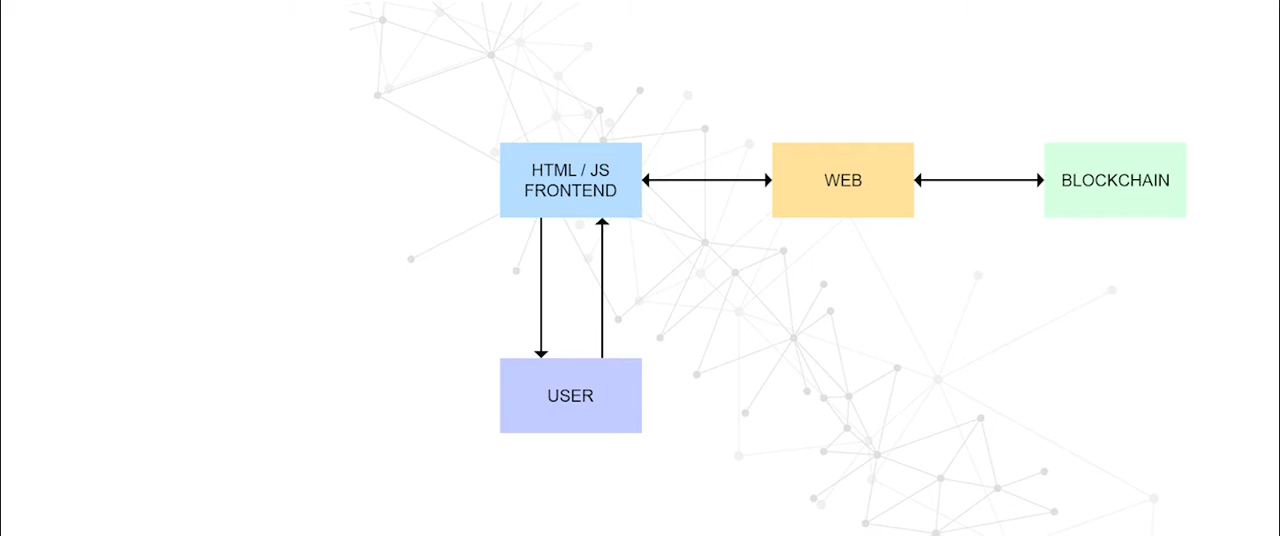 HTML / JS
FRONTEND
WEB
BLOCKCHAIN
USER